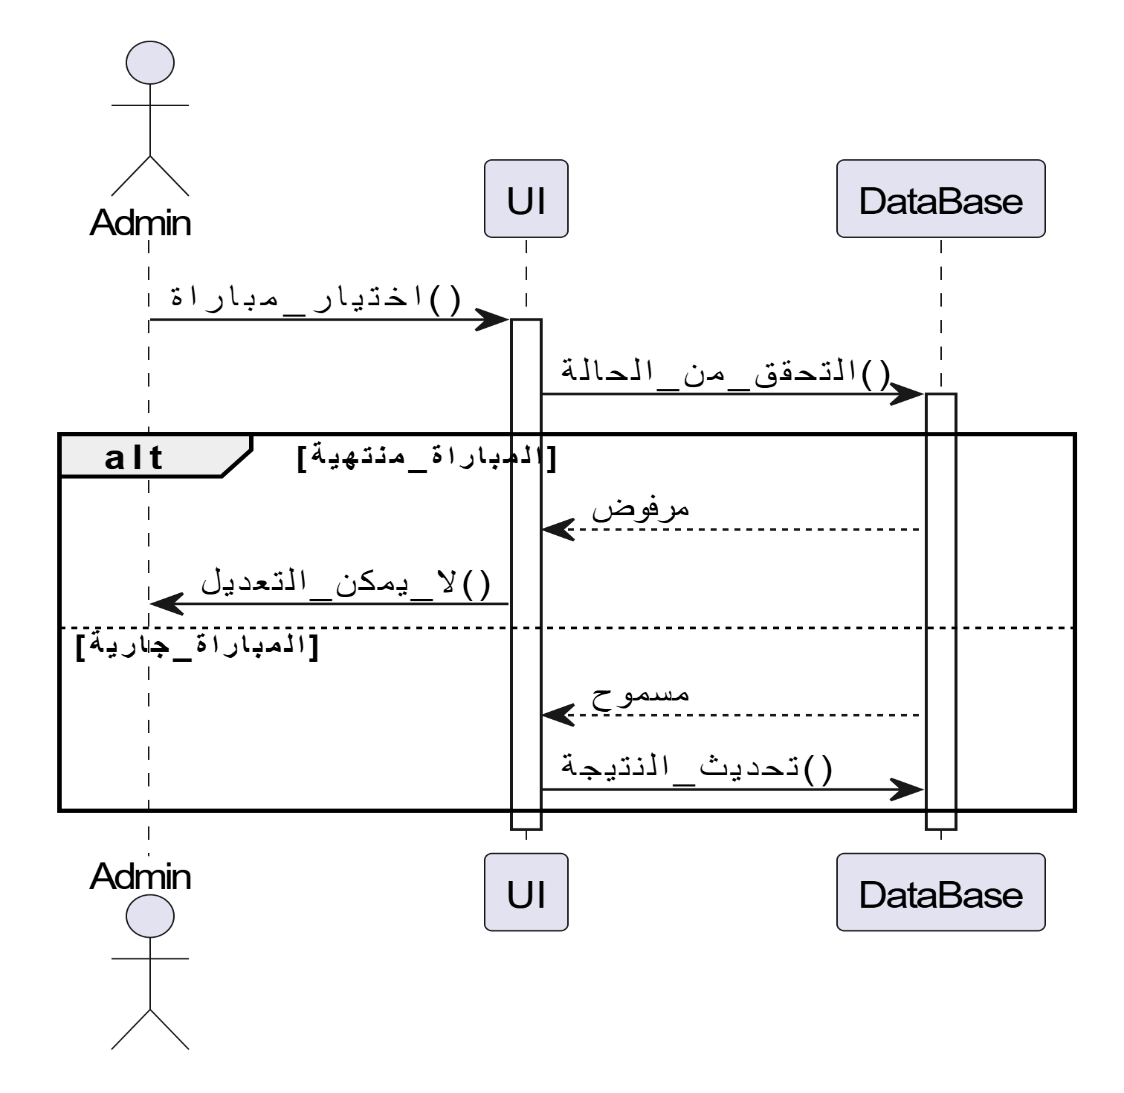 Admin
UI
DataBase
اختيار_مباراة()
التحقق_من_الحالة()
alt
[المباراة_منتهية]
مرفوض
لا_يمكن_التعديل()
[المباراة_جارية]
مسموح
تحديث_النتيجة()
Admin
UI
DataBase